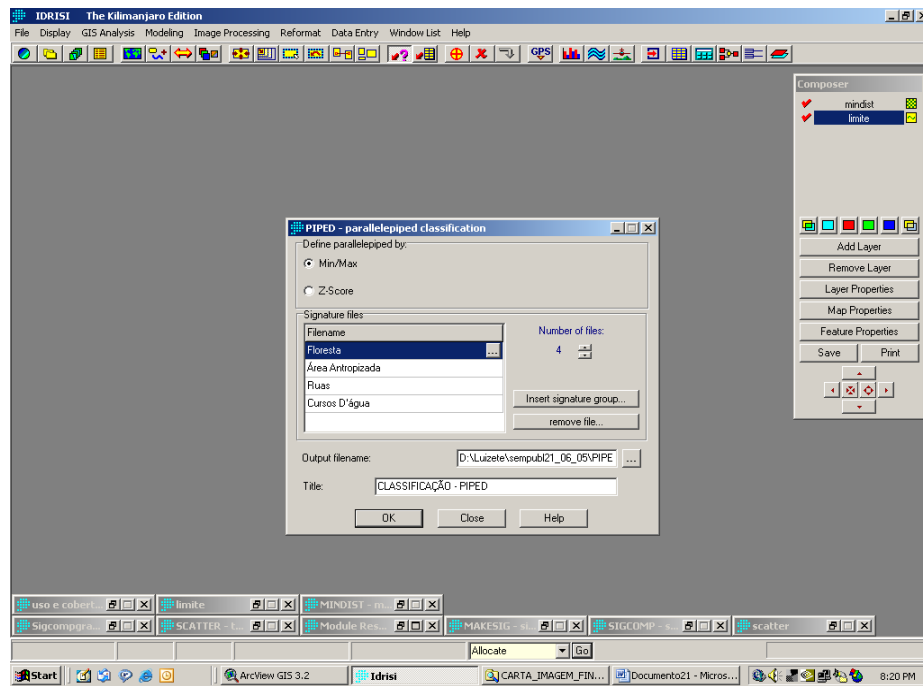 IDRISI The Kilimanjaro Edition
File Display GIS Analysis Modeling Image Processing Reformat Data Entry Window List Help
GPS
Composer
mindist
limite
Add Layer
Remove Layer
Layer Properties
Map Properties
Feature Properties
Save Print
PIPED - parallelepiped classification
Define parallelepiped by:
Min/Max
Z-Score
Signature files
Filename
Floresta
...
Área Antropizada
Ruas
Cursos D'água
Number of files:
4
Insert signature group...
remove file...
Output filename: D:\Luizete\sempubl21_06_05\PIPE ...
Title: CLASSIFICAÇÃO - PIPED
OK Close Help
uso e cobert... limite MINDIST - m...
Sigcompgra... SCATTER - t... Module Res... MAKESIG - si... SIGCOMP - s... scatter
Allocate Go
Start ArcView GIS 3.2 Idrisi CARTA_IMAGEM_FIN... Documento21 - Micros... 8:20 PM